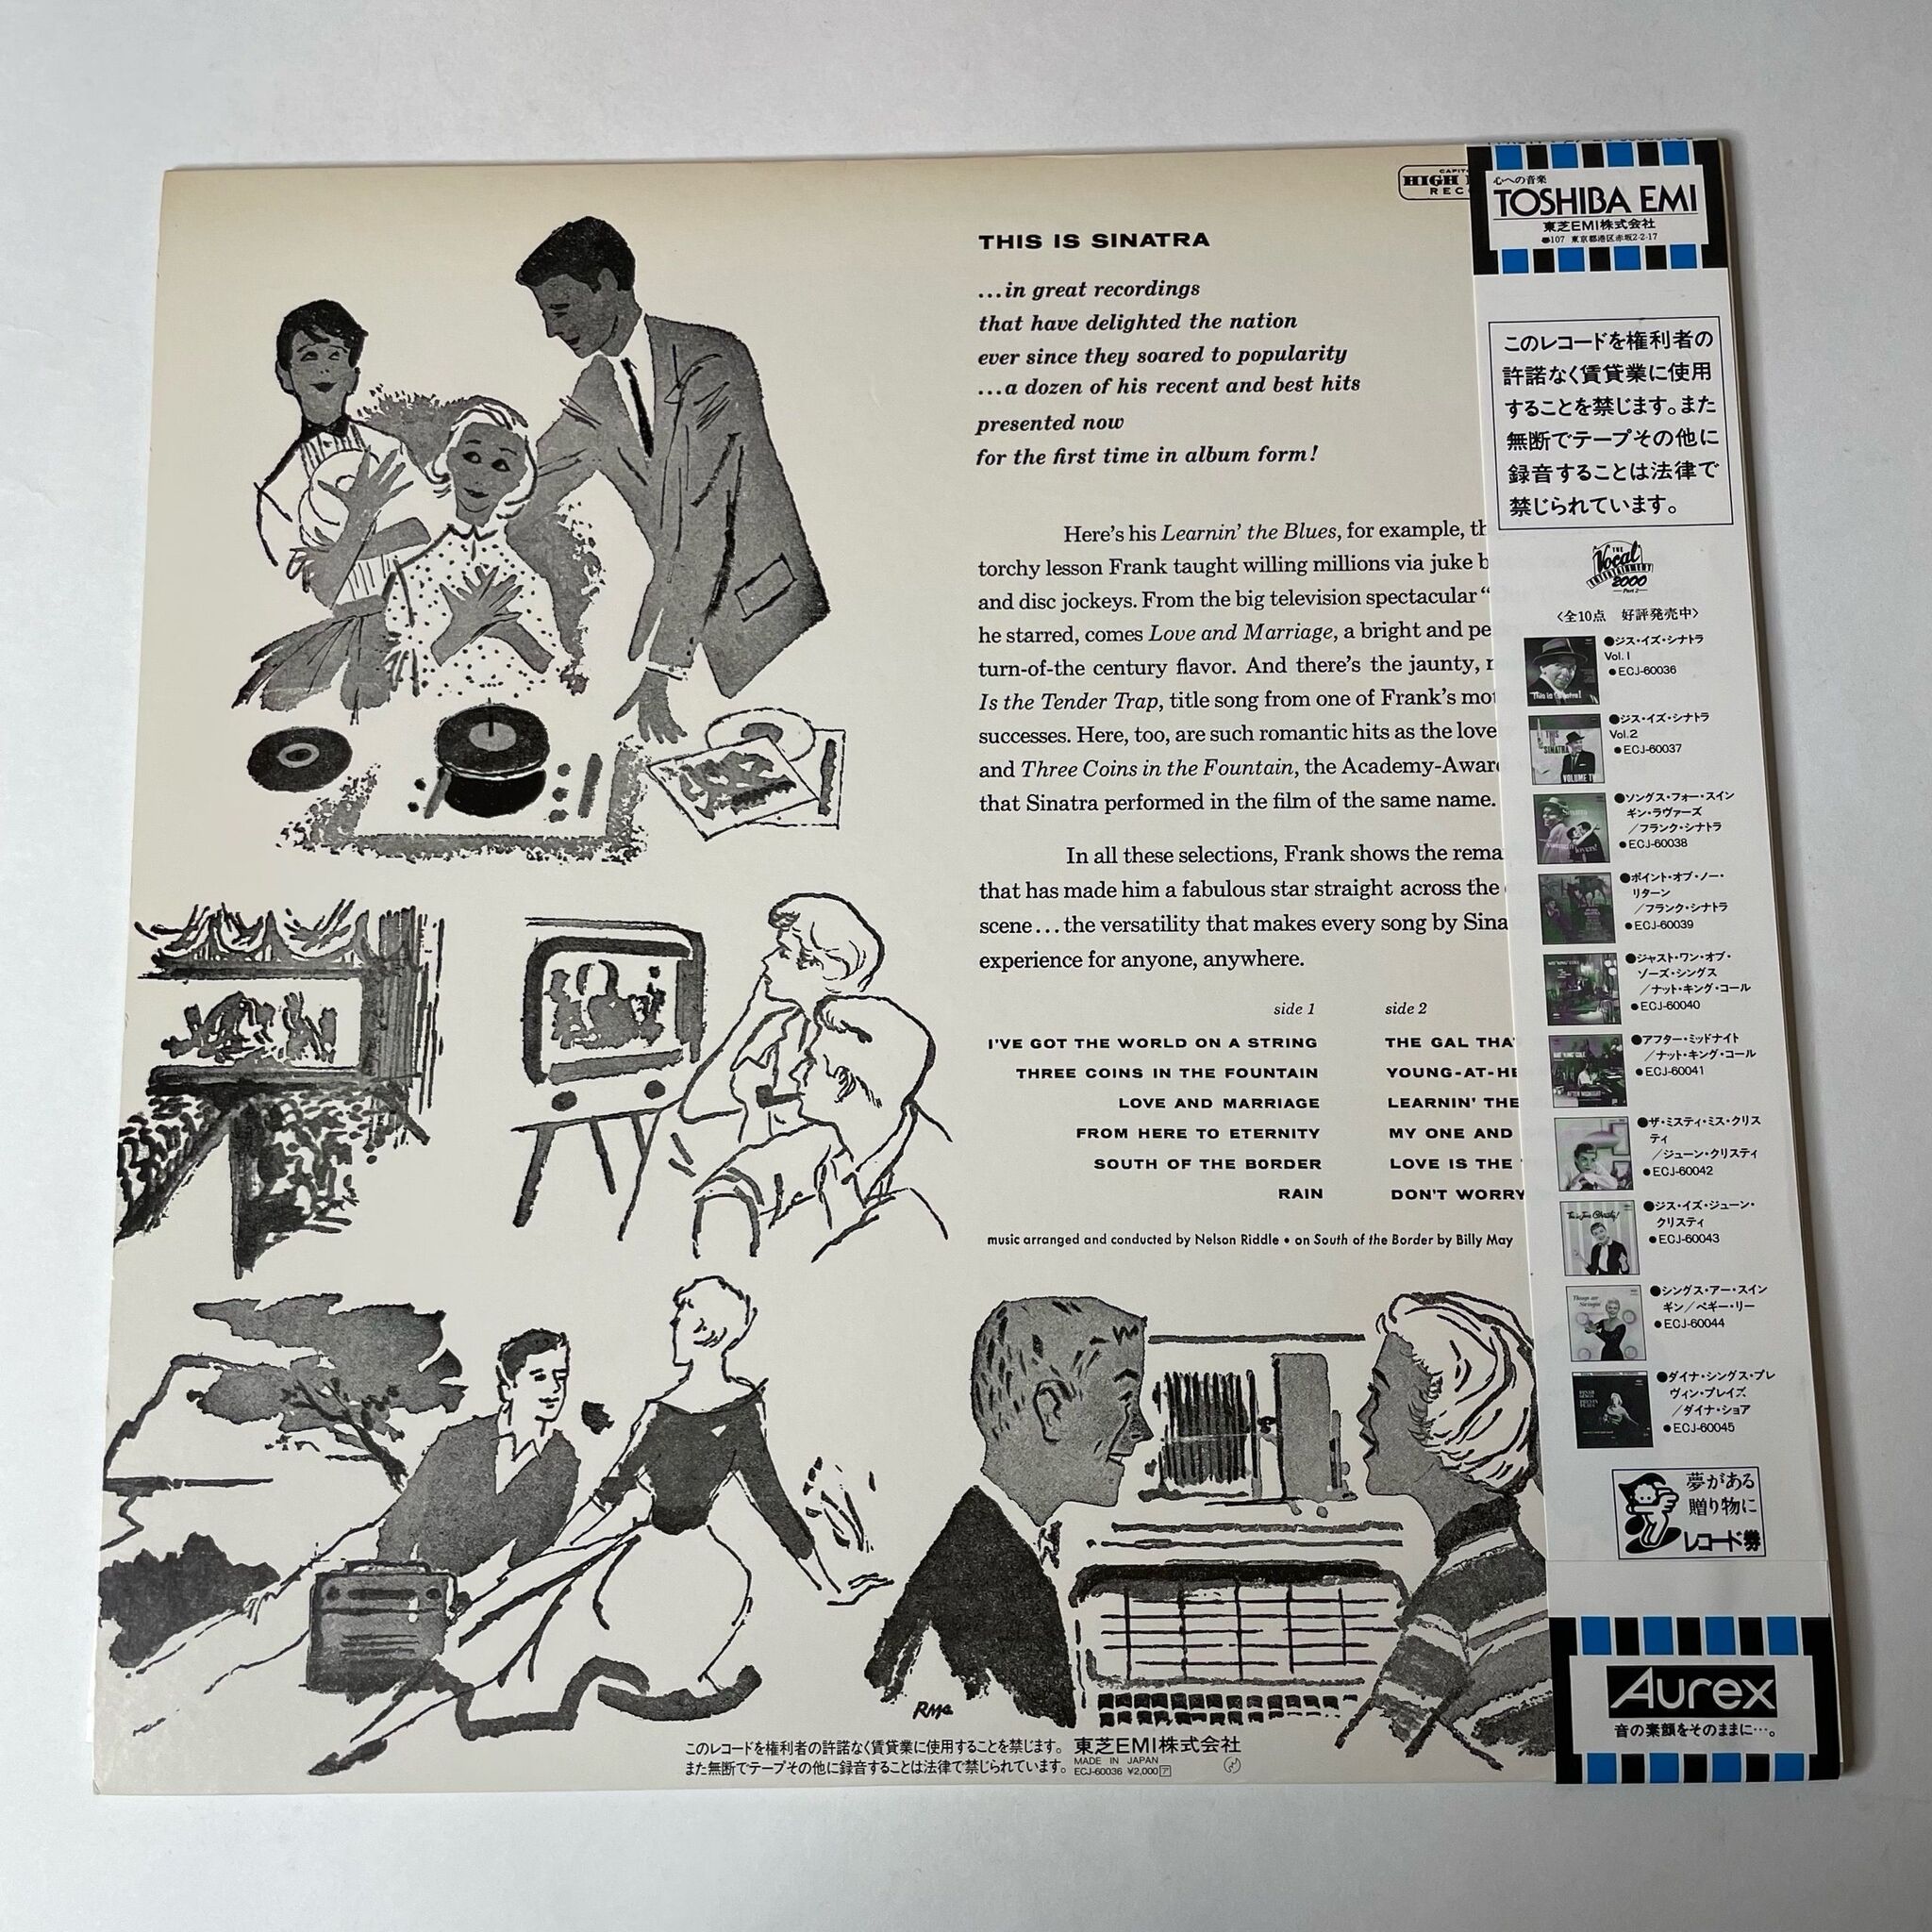 THIS IS SINATRA
...in great recordings
that have delighted the nation
ever since they soared to popularity
...a dozen of his recent and best hits
presented now
for the first time in album form!
Here's his Learnin' the Blues, for example, th
torchy lesson Frank taught willing millions via juke b
and disc jockeys. From the big television spectacular “
he starred, comes Love and Marriage, a bright and pe
turn-of-the century flavor. And there's the jaunty, r
Is the Tender Trap, title song from one of Frank's mot
successes. Here, too, are such romantic hits as the love
and Three Coins in the Fountain, the Academy-Awar
that Sinatra performed in the film of the same name.
In all these selections, Frank shows the rema
that has made him a fabulous star straight across the
scene...the versatility that makes every song by Sina
experience for anyone, anywhere.
side 1
I'VE GOT THE WORLD ON A STRING
THREE COINS IN THE FOUNTAIN
LOVE AND MARRIAGE
FROM HERE TO ETERNITY
SOUTH OF THE BORDER
RAIN
side 2
THE GAL THA
YOUNG-AT-HE
LEARNIN' THE
MY ONE AND
LOVE IS THE
DON'T WORRY
music arranged and conducted by Nelson Riddle • on South of the Border by Billy May
RMc
このレコードを権利者の許諾なく賃貸業に使用することを禁じます。
また無断でテープその他に録音することは法律で禁じられています。
東芝EMI株式会社
MADE IN JAPAN
ECJ-60036 ¥2,000 ア
HIGH
REC
心への音楽
TOSHIBA EMI
東芝EMI株式会社
〒107 東京都港区赤坂2-2-17
このレコードを権利者の
許諾なく賃貸業に使用
することを禁じます。また
無断でテープその他に
録音することは法律で
禁じられています。
THE
Vocal
ENTERTAINMENT
2000
Part 2
〈全10点 好評発売中〉
●ジス・イズ・シナトラ
Vol.1
●ECJ-60036
This is Sinatra!
●ジス・イズ・シナトラ
Vol.2
●ECJ-60037
THIS IS
SINATRA
VOLUME TWO
●ソングス・フォー・スイン
ギン・ラヴァーズ
／フランク・シナトラ
●ECJ-60038
●ポイント・オブ・ノー・
リターン
／フランク・シナトラ
●ECJ-60039
●ジャスト・ワン・オブ・
ゾーズ・シングス
／ナット・キング・コール
●ECJ-60040
●アフター・ミッドナイト
／ナット・キング・コール
●ECJ-60041
AFTER MIDNIGHT
●ザ・ミスティ・ミス・クリス
ティ
／ジューン・クリスティ
●ECJ-60042
●ジス・イズ・ジューン・
クリスティ
●ECJ-60043
This is June Christy!
●シングス・アー・スイン
ギン／ペギー・リー
●ECJ-60044
Things are
Swingin'
●ダイナ・シングス・プレ
ヴィン・プレイズ
／ダイナ・ショア
●ECJ-60045
夢がある
贈り物に
レコード券
Aurex
音の素顔をそのままに…。